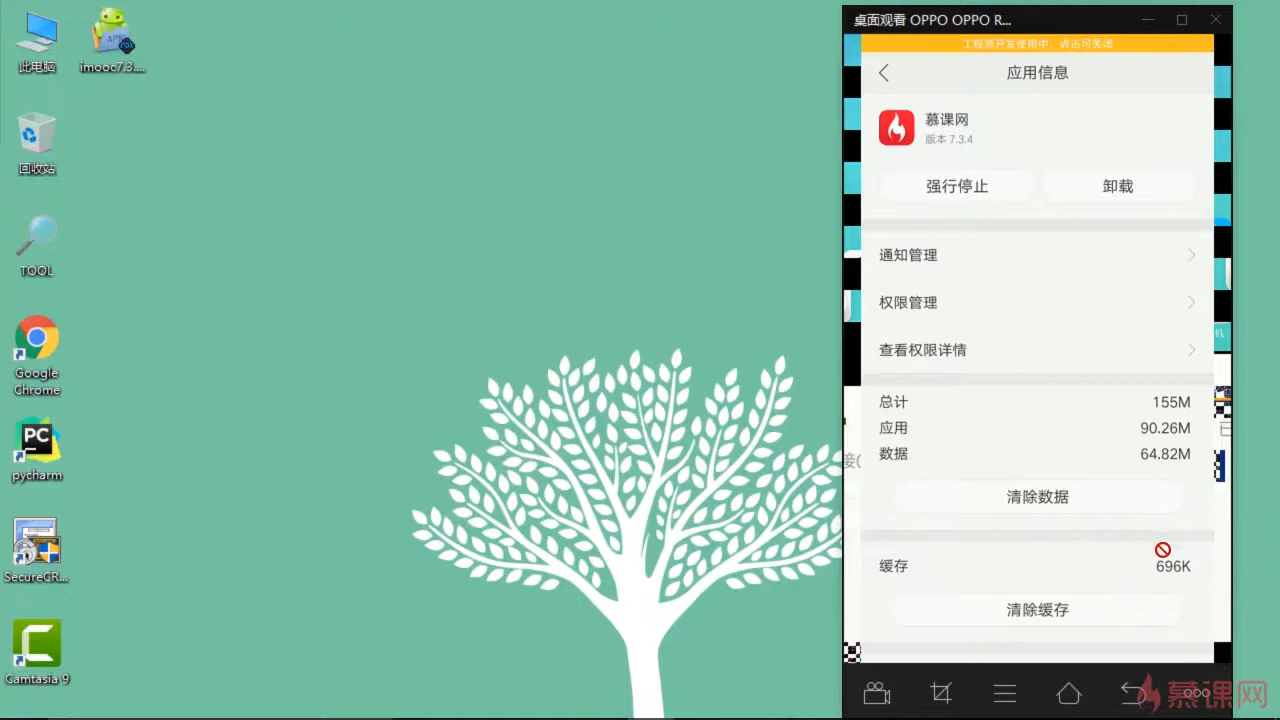 此电脑
imooc7.3....
回收站
TOOL
Google
Chrome
PC
pycharm
SecureCR...
Camtasia 9
桌面观看 OPPO OPPO R...
工程师开发使用中，点击可关闭
应用信息
慕课网
版本 7.3.4
强行停止
卸载
通知管理
权限管理
查看权限详情
总计
155M
应用
90.26M
数据
64.82M
清除数据
缓存
696K
清除缓存
慕课网